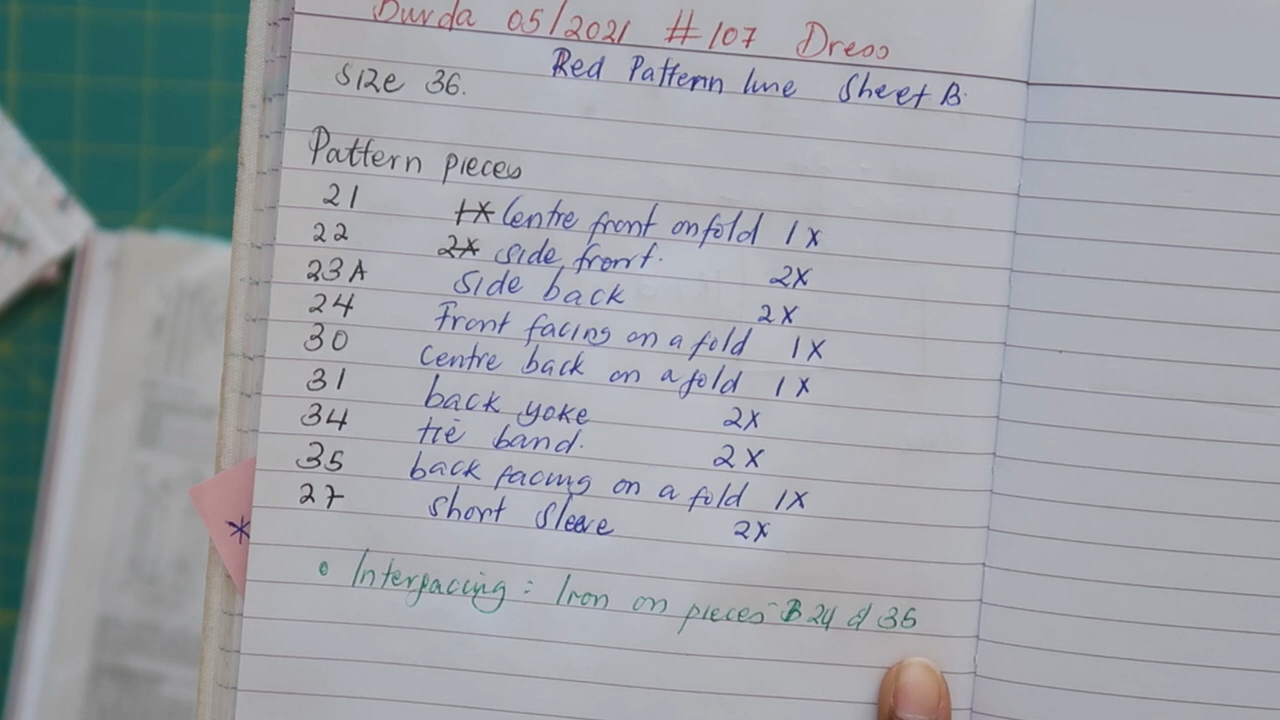 Burda 05/2021 #107 Dress
Red Pattern line Sheet B.
Size 36.
Pattern pieces
21 1x Centre front on fold 1x
22 2x side front. 2x
23A Side back 2x
24 Front facing on a fold 1x
30 Centre back on a fold 1x
31 back yoke 2x
34 tie band. 2x
35 back facing on a fold 1x
27 short sleeve 2x
*
• Interfacing : Iron on pieces B 24 & 35